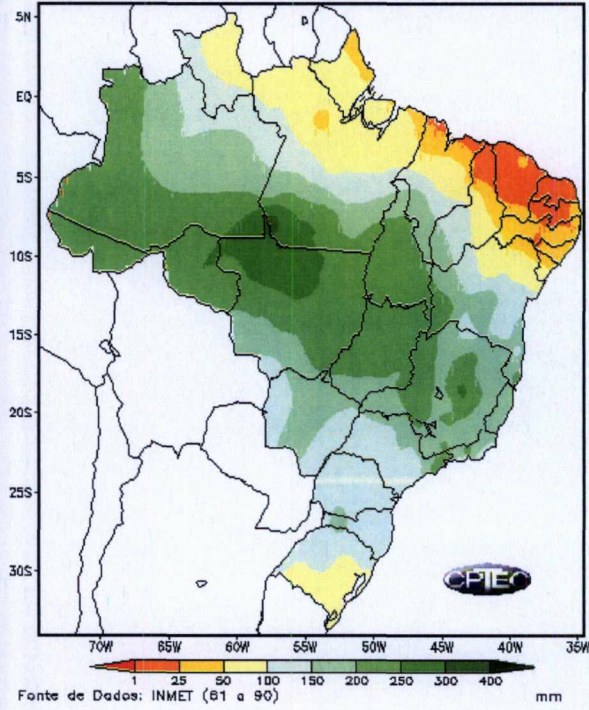 5N
EQ
5S
10S
15S
20S
25S
30S
70W 65W 60W 55W 50W 45W 40W 35W
CPTEC
1 25 50 100 150 200 250 300 400
Fonte de Dados: INMET (61 a 90) mm